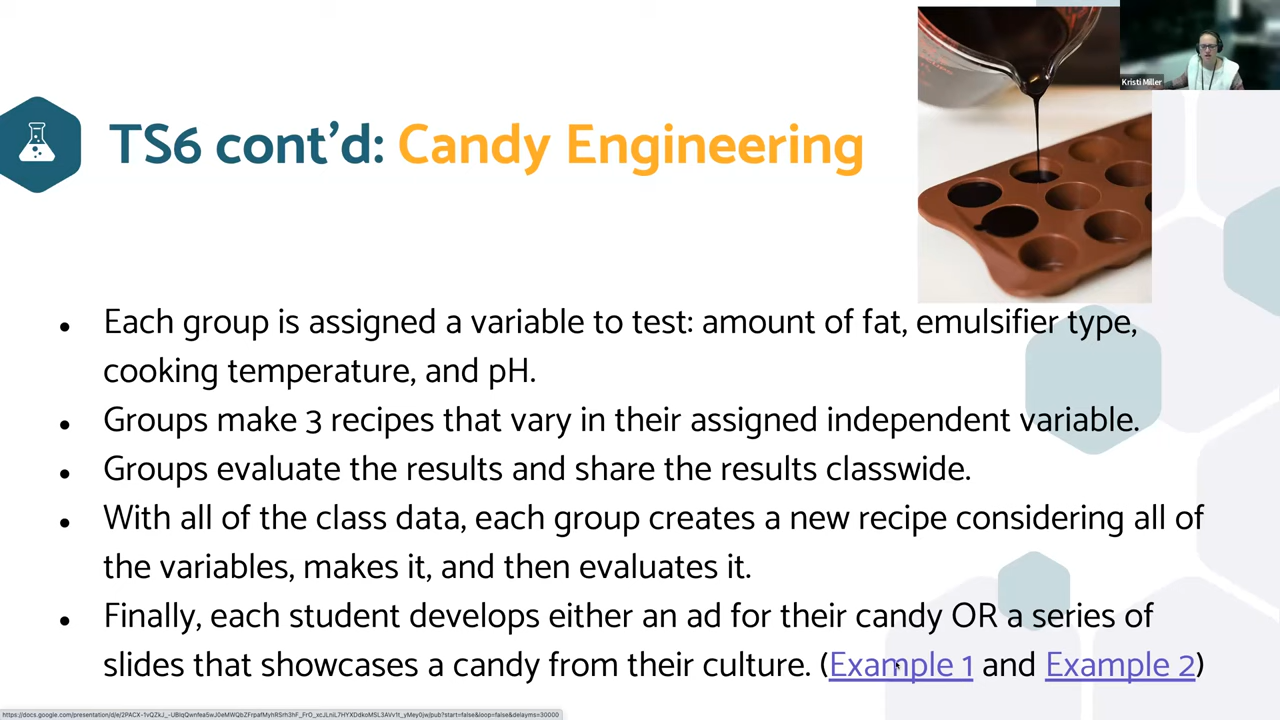 Kristi Miller
TS6 cont'd: Candy Engineering
● Each group is assigned a variable to test: amount of fat, emulsifier type,
cooking temperature, and pH.
● Groups make 3 recipes that vary in their assigned independent variable.
● Groups evaluate the results and share the results classwide.
● With all of the class data, each group creates a new recipe considering all of
the variables, makes it, and then evaluates it.
● Finally, each student develops either an ad for their candy OR a series of
slides that showcases a candy from their culture. (Example 1 and Example 2)